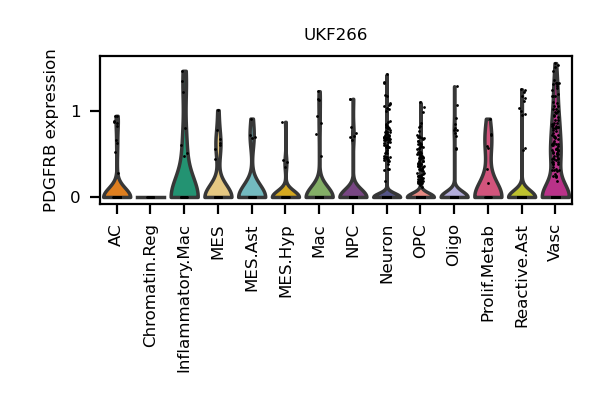 UKF266
PDGFRB expression
1
0
AC
Chromatin.Reg
Inflammatory.Mac
MES
MES.Ast
MES.Hyp
Mac
NPC
Neuron
OPC
Oligo
Prolif.Metab
Reactive.Ast
Vasc